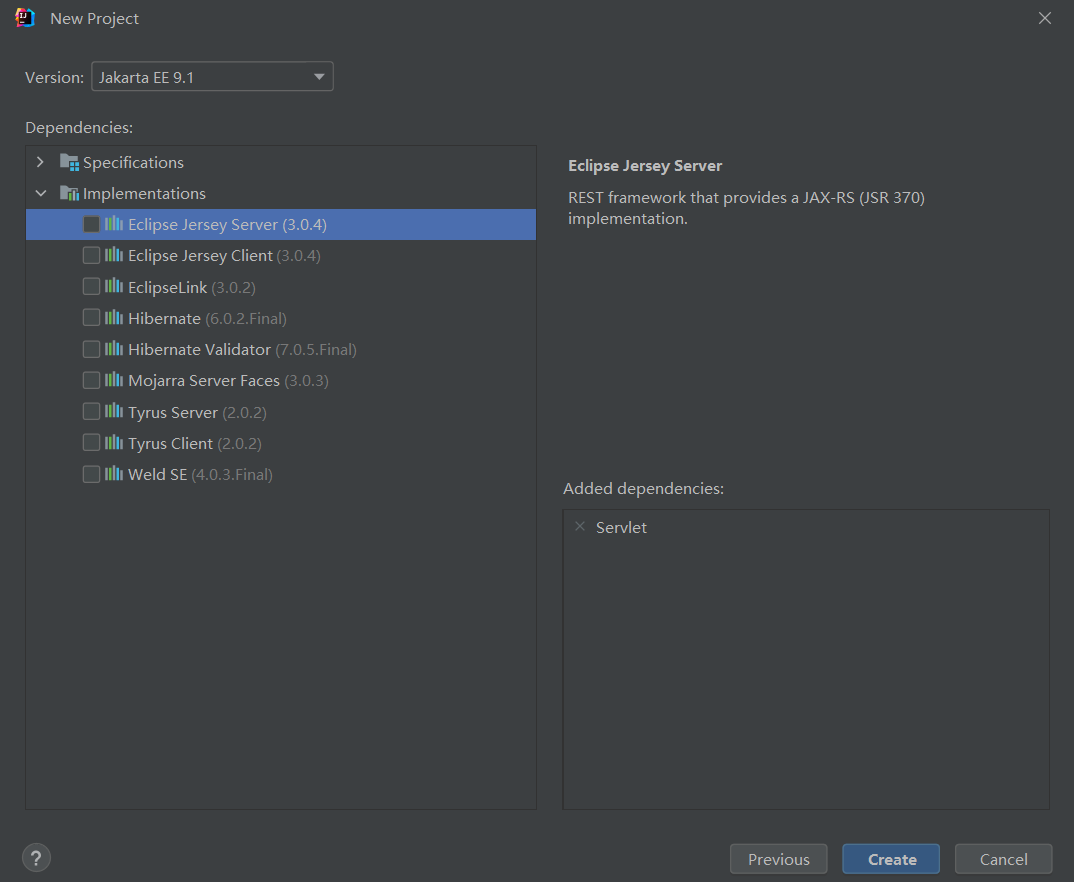 New Project
Version: Jakarta EE 9.1
Dependencies:
Specifications
Implementations
Eclipse Jersey Server (3.0.4)
Eclipse Jersey Client (3.0.4)
EclipseLink (3.0.2)
Hibernate (6.0.2.Final)
Hibernate Validator (7.0.5.Final)
Mojarra Server Faces (3.0.3)
Tyrus Server (2.0.2)
Tyrus Client (2.0.2)
Weld SE (4.0.3.Final)
Eclipse Jersey Server
REST framework that provides a JAX-RS (JSR 370)
implementation.
Added dependencies:
Servlet
?
Previous
Create
Cancel